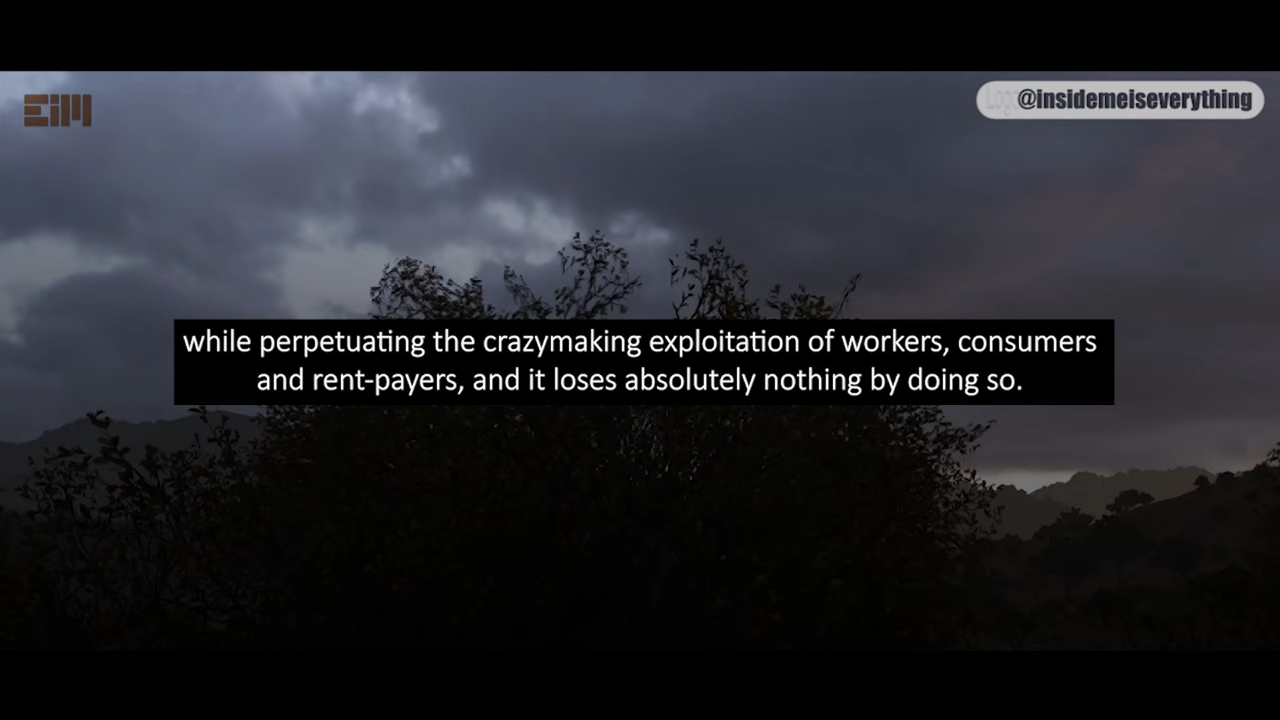 EiM
@insidemeiseverything
while perpetuating the crazymaking exploitation of workers, consumers
and rent-payers, and it loses absolutely nothing by doing so.